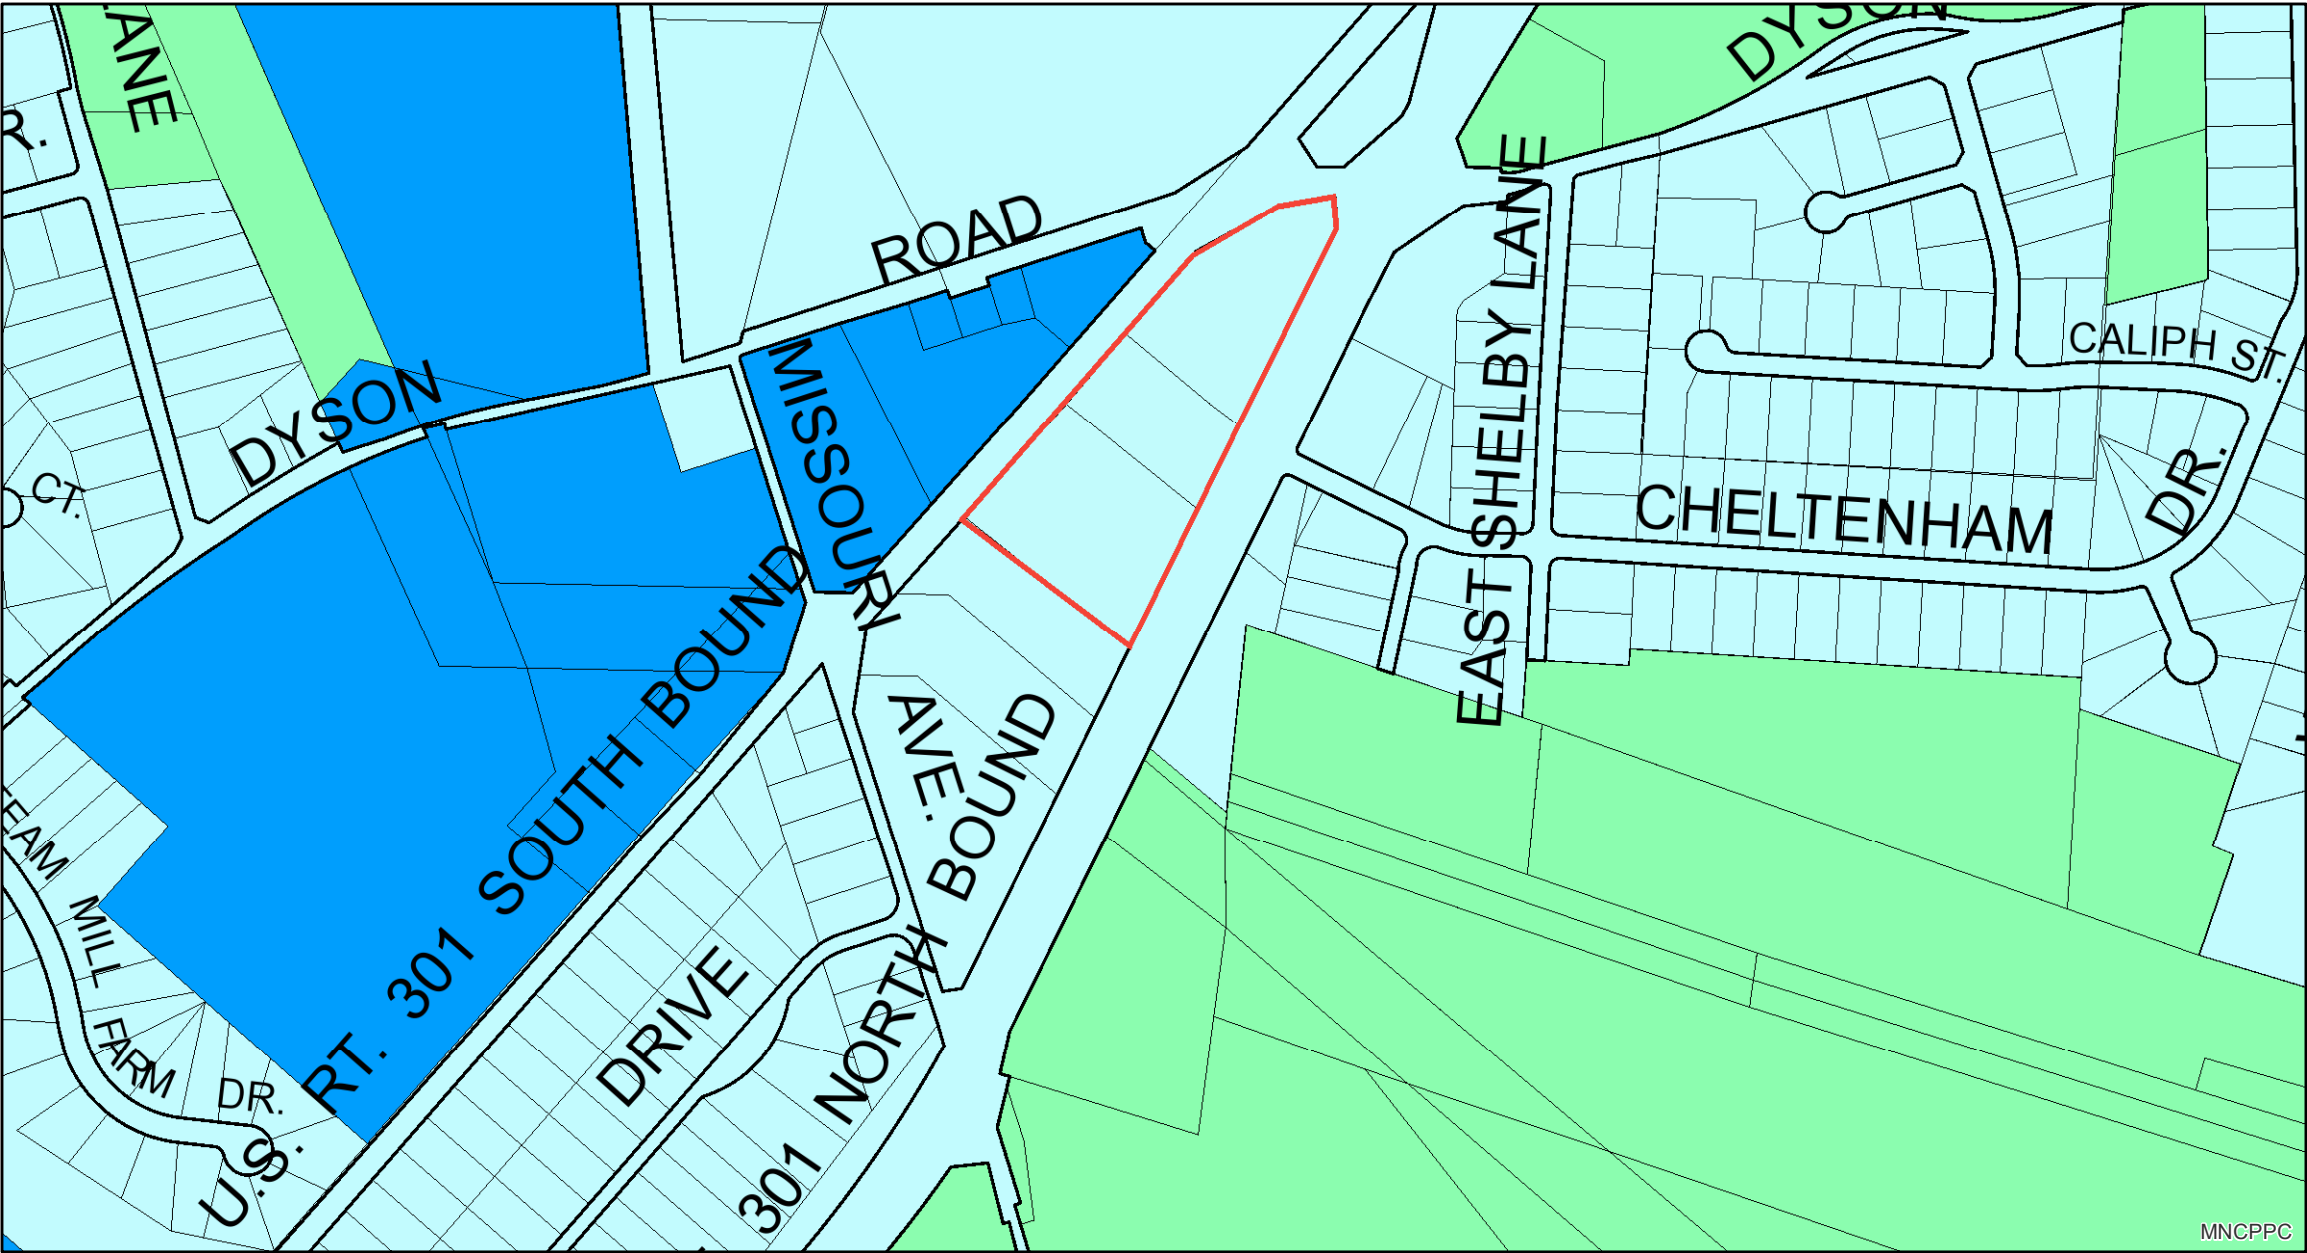 LANE
DYSON
R.
ROAD
EAST SHELBY LANE
CALIPH ST.
DYSON
MISSOURI AVE.
CT.
CHELTENHAM DR.
U.S. RT. 301 SOUTH BOUND
301 NORTH BOUND
MILL FARM DR.
DRIVE
MNCPPC